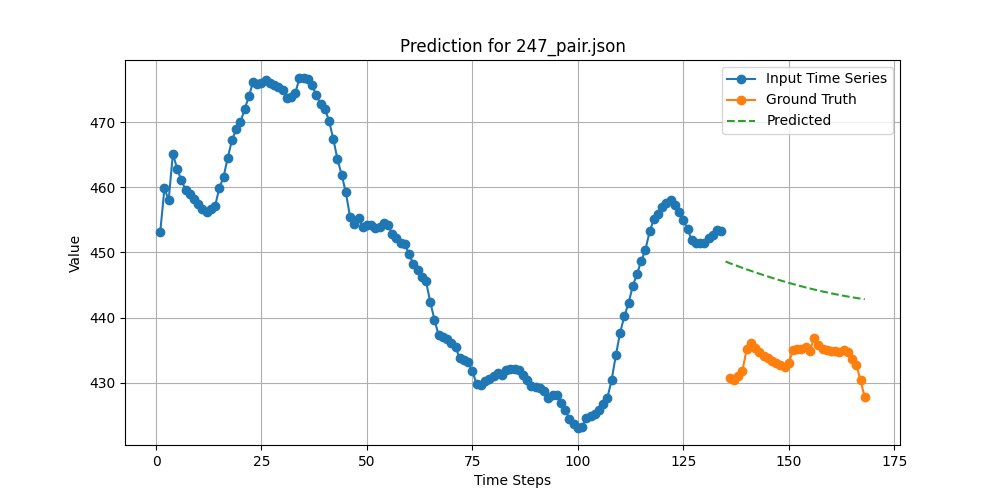 Prediction for 247_pair.json
Input Time Series
Ground Truth
Predicted
Value
470
460
450
440
430
0 25 50 75 100 125 150 175
Time Steps